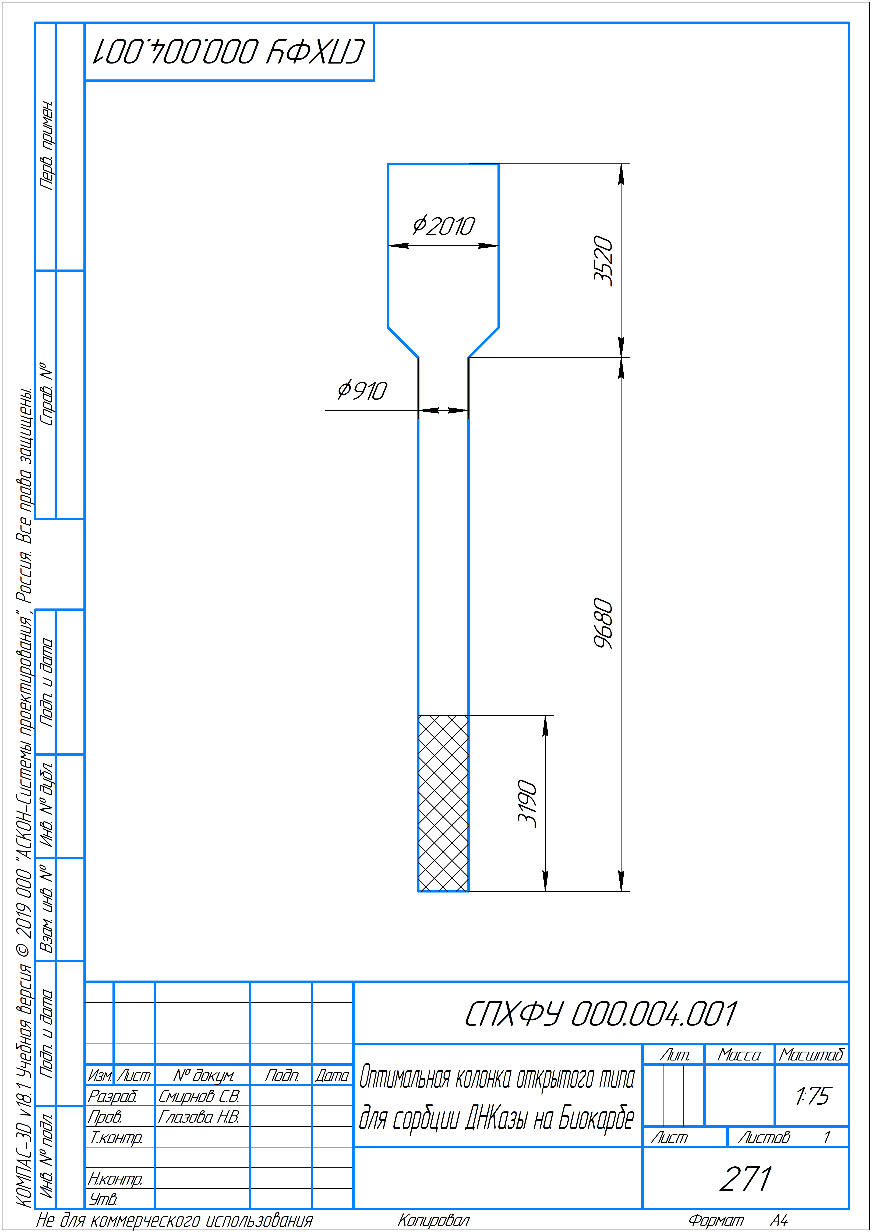 СПХФУ 000.004.001
Перв. примен.
Справ. №
Подп. и дата
Инв. № дубл.
Взам. инв. №
Подп. и дата
Инв. № подл.
КОМПАС-3D v18.1 Учебная версия © 2019 ООО "АСКОН-Системы проектирования", Россия. Все права защищены.
ϕ2010
3520
ϕ910
9680
3190
СПХФУ 000.004.001
Изм. Лист № докум. Подп. Дата
Разраб. Смирнов С.В.
Пров. Глазова Н.В.
Т.контр.
Н.контр.
Утв.
Оптимальная колонка открытого типа
для сорбции ДНКазы на Биокарбе
Лит. Масса Масштаб
1:75
Лист Листов 1
271
Не для коммерческого использования Копировал Формат А4